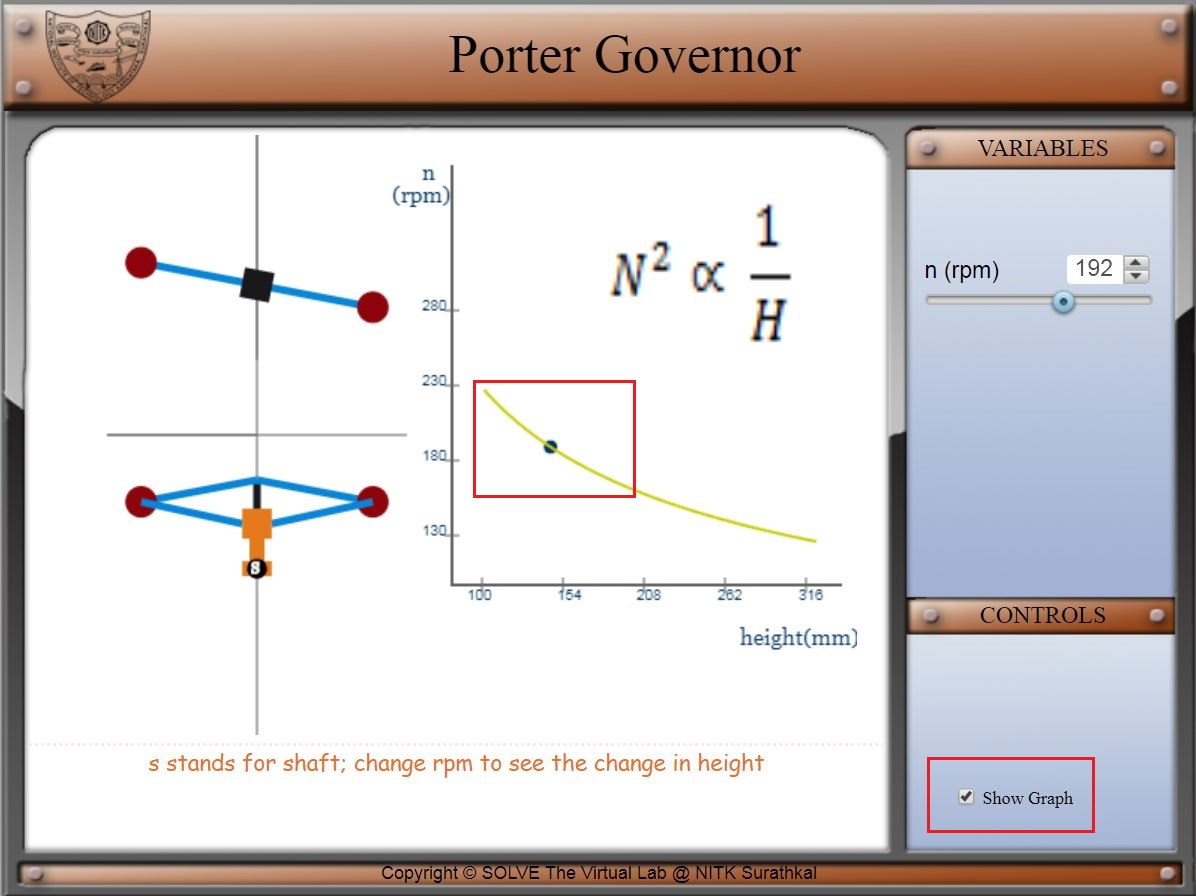 Porter Governor
VARIABLES
n (rpm) 192
n
(rpm)
280
230
180
130
100 154 208 262 316
height(mm)
N² ∝ 1/H
S
s stands for shaft; change rpm to see the change in height
CONTROLS
Show Graph
Copyright © SOLVE The Virtual Lab @ NITK Surathkal